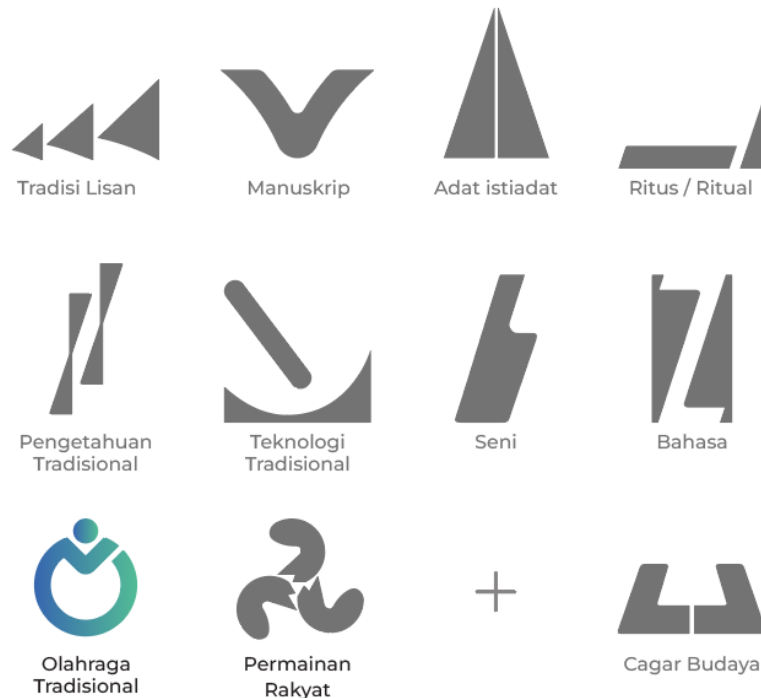 Tradisi Lisan
Manuskrip
Adat istiadat
Ritus / Ritual
Pengetahuan
Tradisional
Teknologi
Tradisional
Seni
Bahasa
Olahraga
Tradisional
Permainan
Rakyat
+
Cagar Budaya